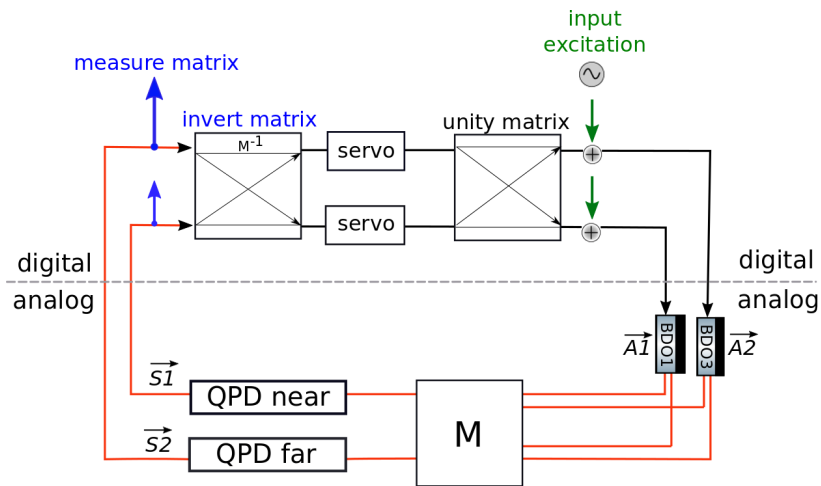 input
excitation
measure matrix
invert matrix
unity matrix
M-1
servo
servo
digital
digital
analog
analog
A1
BDO1
BDO3
A2
S1
QPD near
M
S2
QPD far